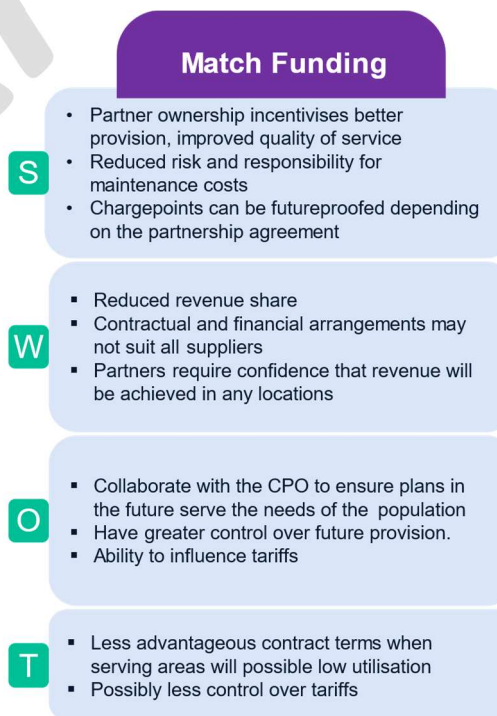 Match Funding
S
• Partner ownership incentivises better
provision, improved quality of service
• Reduced risk and responsibility for
maintenance costs
• Chargepoints can be futureproofed depending
on the partnership agreement
W
▪ Reduced revenue share
▪ Contractual and financial arrangements may
not suit all suppliers
▪ Partners require confidence that revenue will
be achieved in any locations
O
▪ Collaborate with the CPO to ensure plans in
the future serve the needs of the population
▪ Have greater control over future provision.
▪ Ability to influence tariffs
T
▪ Less advantageous contract terms when
serving areas will possible low utilisation
▪ Possibly less control over tariffs